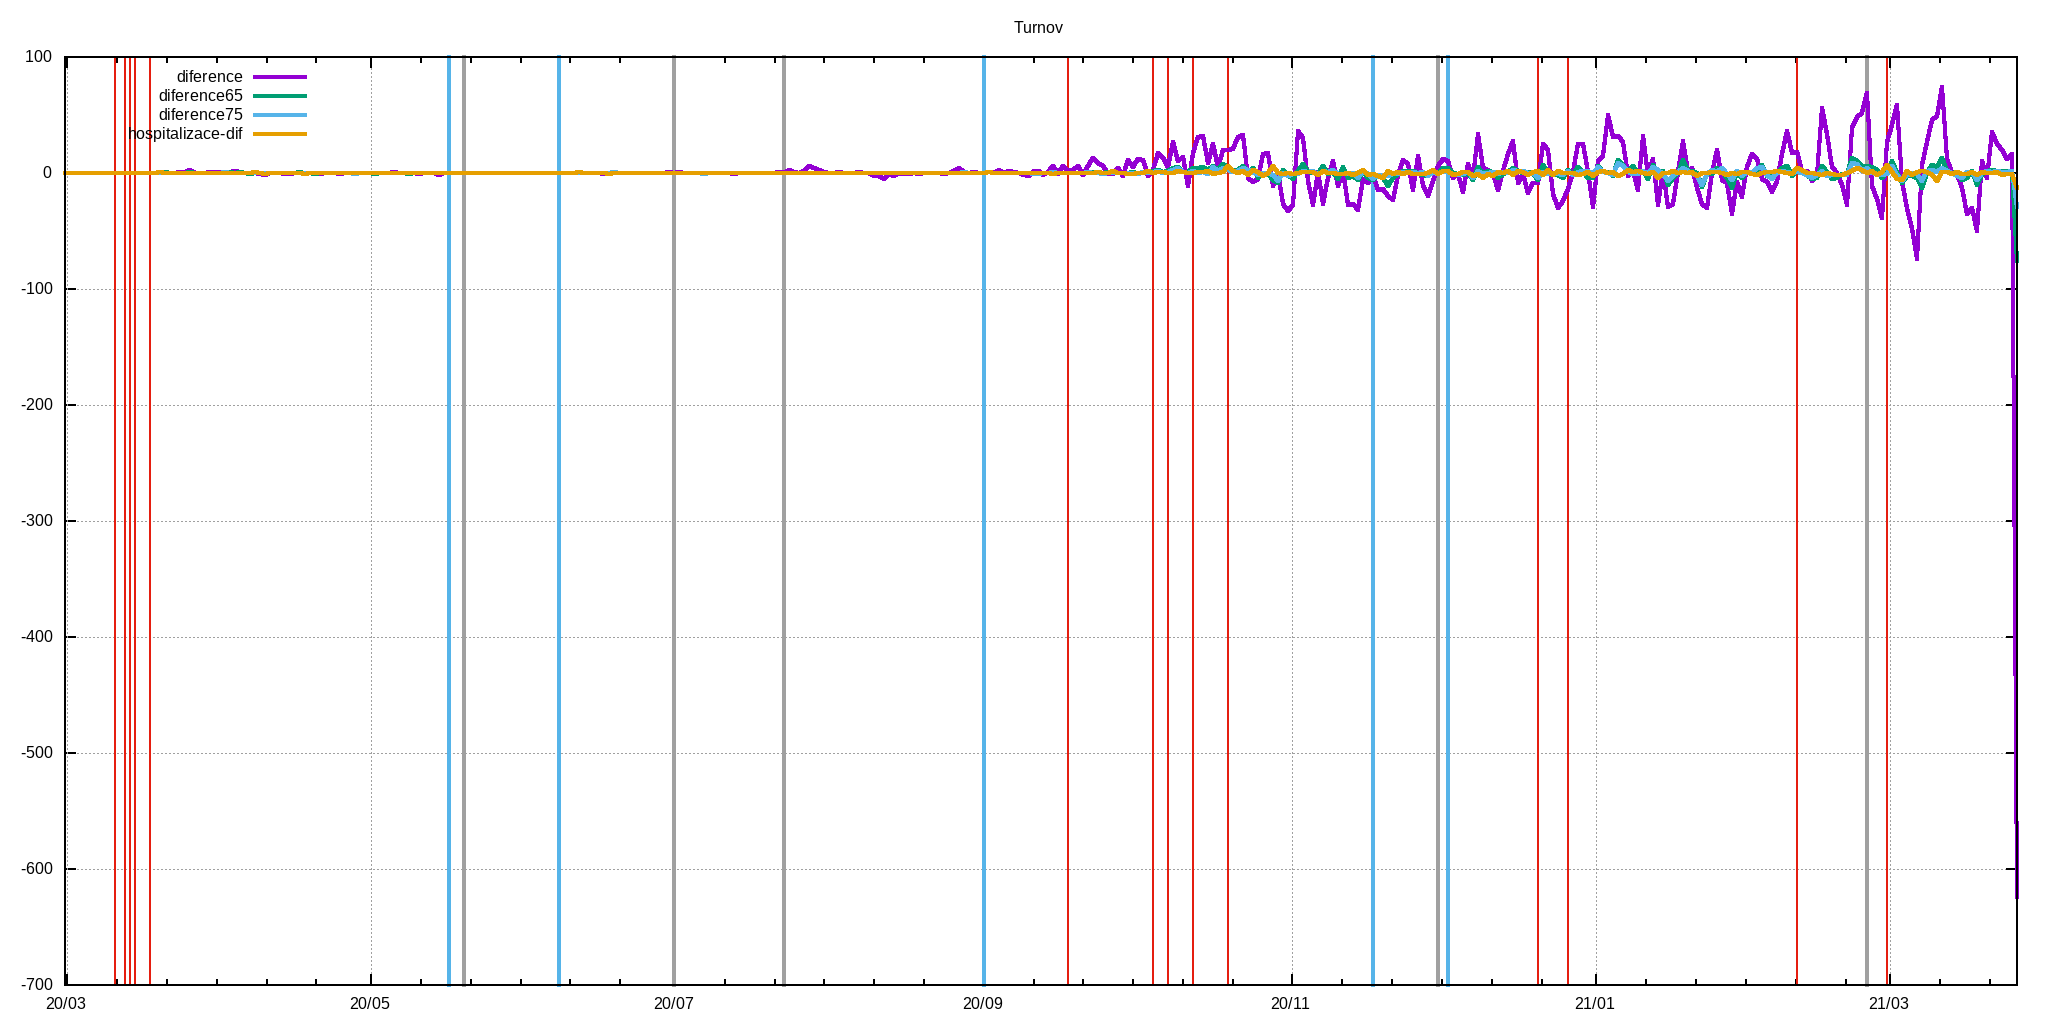 Turnov
100
diference
diference65
diference75
hospitalizace-dif
0
-100
-200
-300
-400
-500
-600
-700
20/03 20/05 20/07 20/09 20/11 21/01 21/03